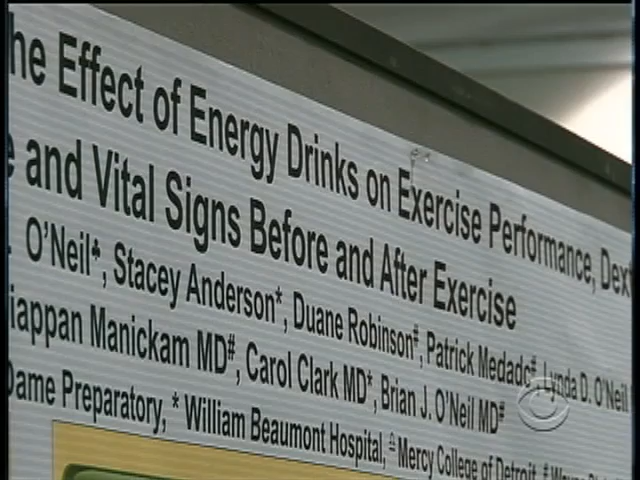 he Effect of Energy Drinks on Exercise Performance, Dext
e and Vital Signs Before and After Exercise
O'Neil♣, Stacey Anderson*, Duane Robinson#, Patrick Medado#, Lynda D. O'Neil
iappan Manickam MD#, Carol Clark MD*, Brian J. O'Neil MD#
Dame Preparatory, * William Beaumont Hospital, Mercy College of Detroit, #